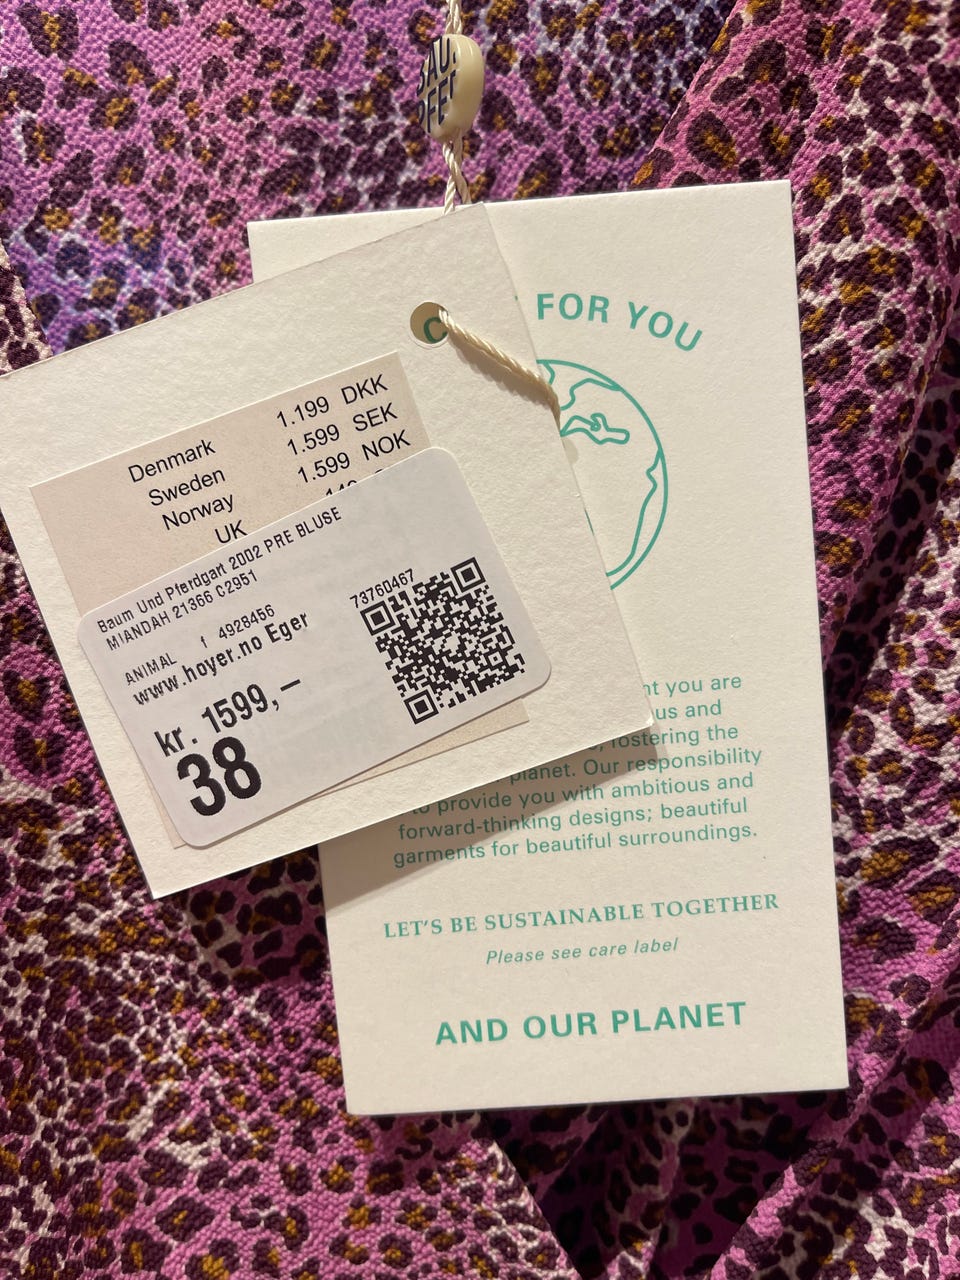 BAU
PFE
FOR YOU
C
Denmark 1.199 DKK
Sweden 1.599 SEK
Norway 1.599 NOK
UK
Baum Und Pferdgart 2002 PRE BLUSE
MIANDAH 21366 C2951
ANIMAL f 4928456
73760467
www.hoyer.no Eger
kr. 1599,–
38
nt you are
us and
fostering the
planet. Our responsibility
to provide you with ambitious and
forward-thinking designs; beautiful
garments for beautiful surroundings.
LET'S BE SUSTAINABLE TOGETHER
Please see care label
AND OUR PLANET